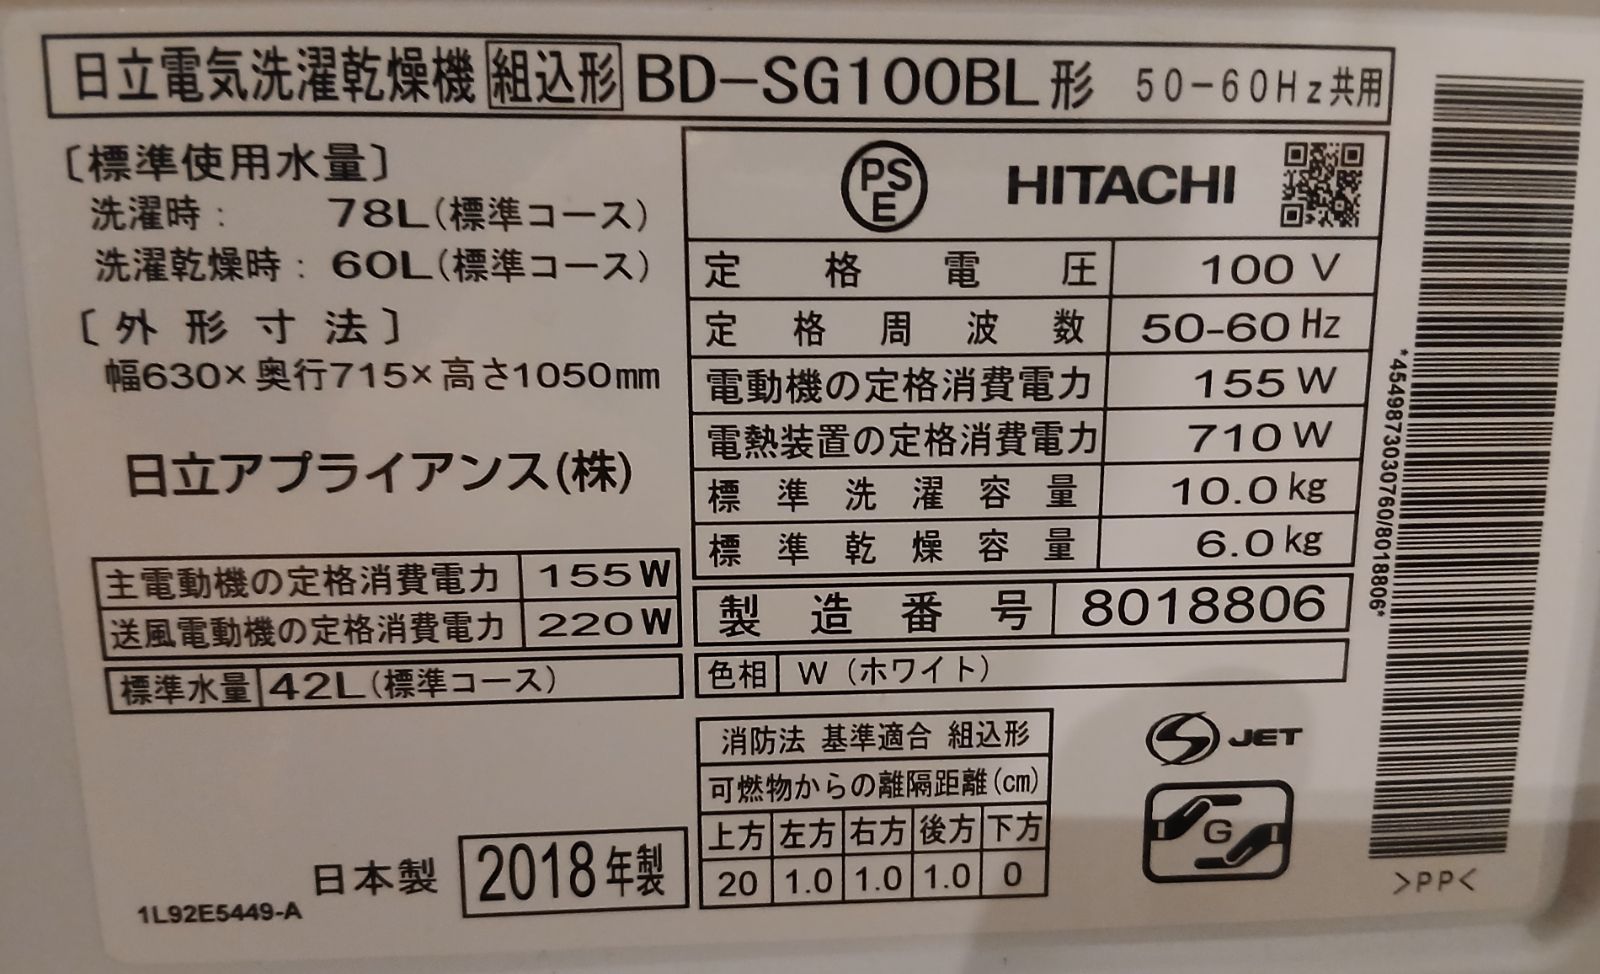 日立電気洗濯乾燥機 組込形 BD-SG100BL形 50-60Hz共用
〔標準使用水量〕
洗濯時: 78L(標準コース)
洗濯乾燥時: 60L(標準コース)
〔外形寸法〕
幅630×奥行715×高さ1050mm
日立アプライアンス(株)
主電動機の定格消費電力 155W
送風電動機の定格消費電力 220W
標準水量 42L(標準コース)
日本製 2018年製
1L92E5449-A
PSE HITACHI
定格電圧 100V
定格周波数 50-60Hz
電動機の定格消費電力 155W
電熱装置の定格消費電力 710W
標準洗濯容量 10.0kg
標準乾燥容量 6.0kg
製造番号 8018806
色相 W(ホワイト)
消防法 基準適合 組込形
可燃物からの離隔距離(cm)
上方 左方 右方 後方 下方
20 1.0 1.0 1.0 0
S JET
G
*4549873030760/8018806*
>PP<